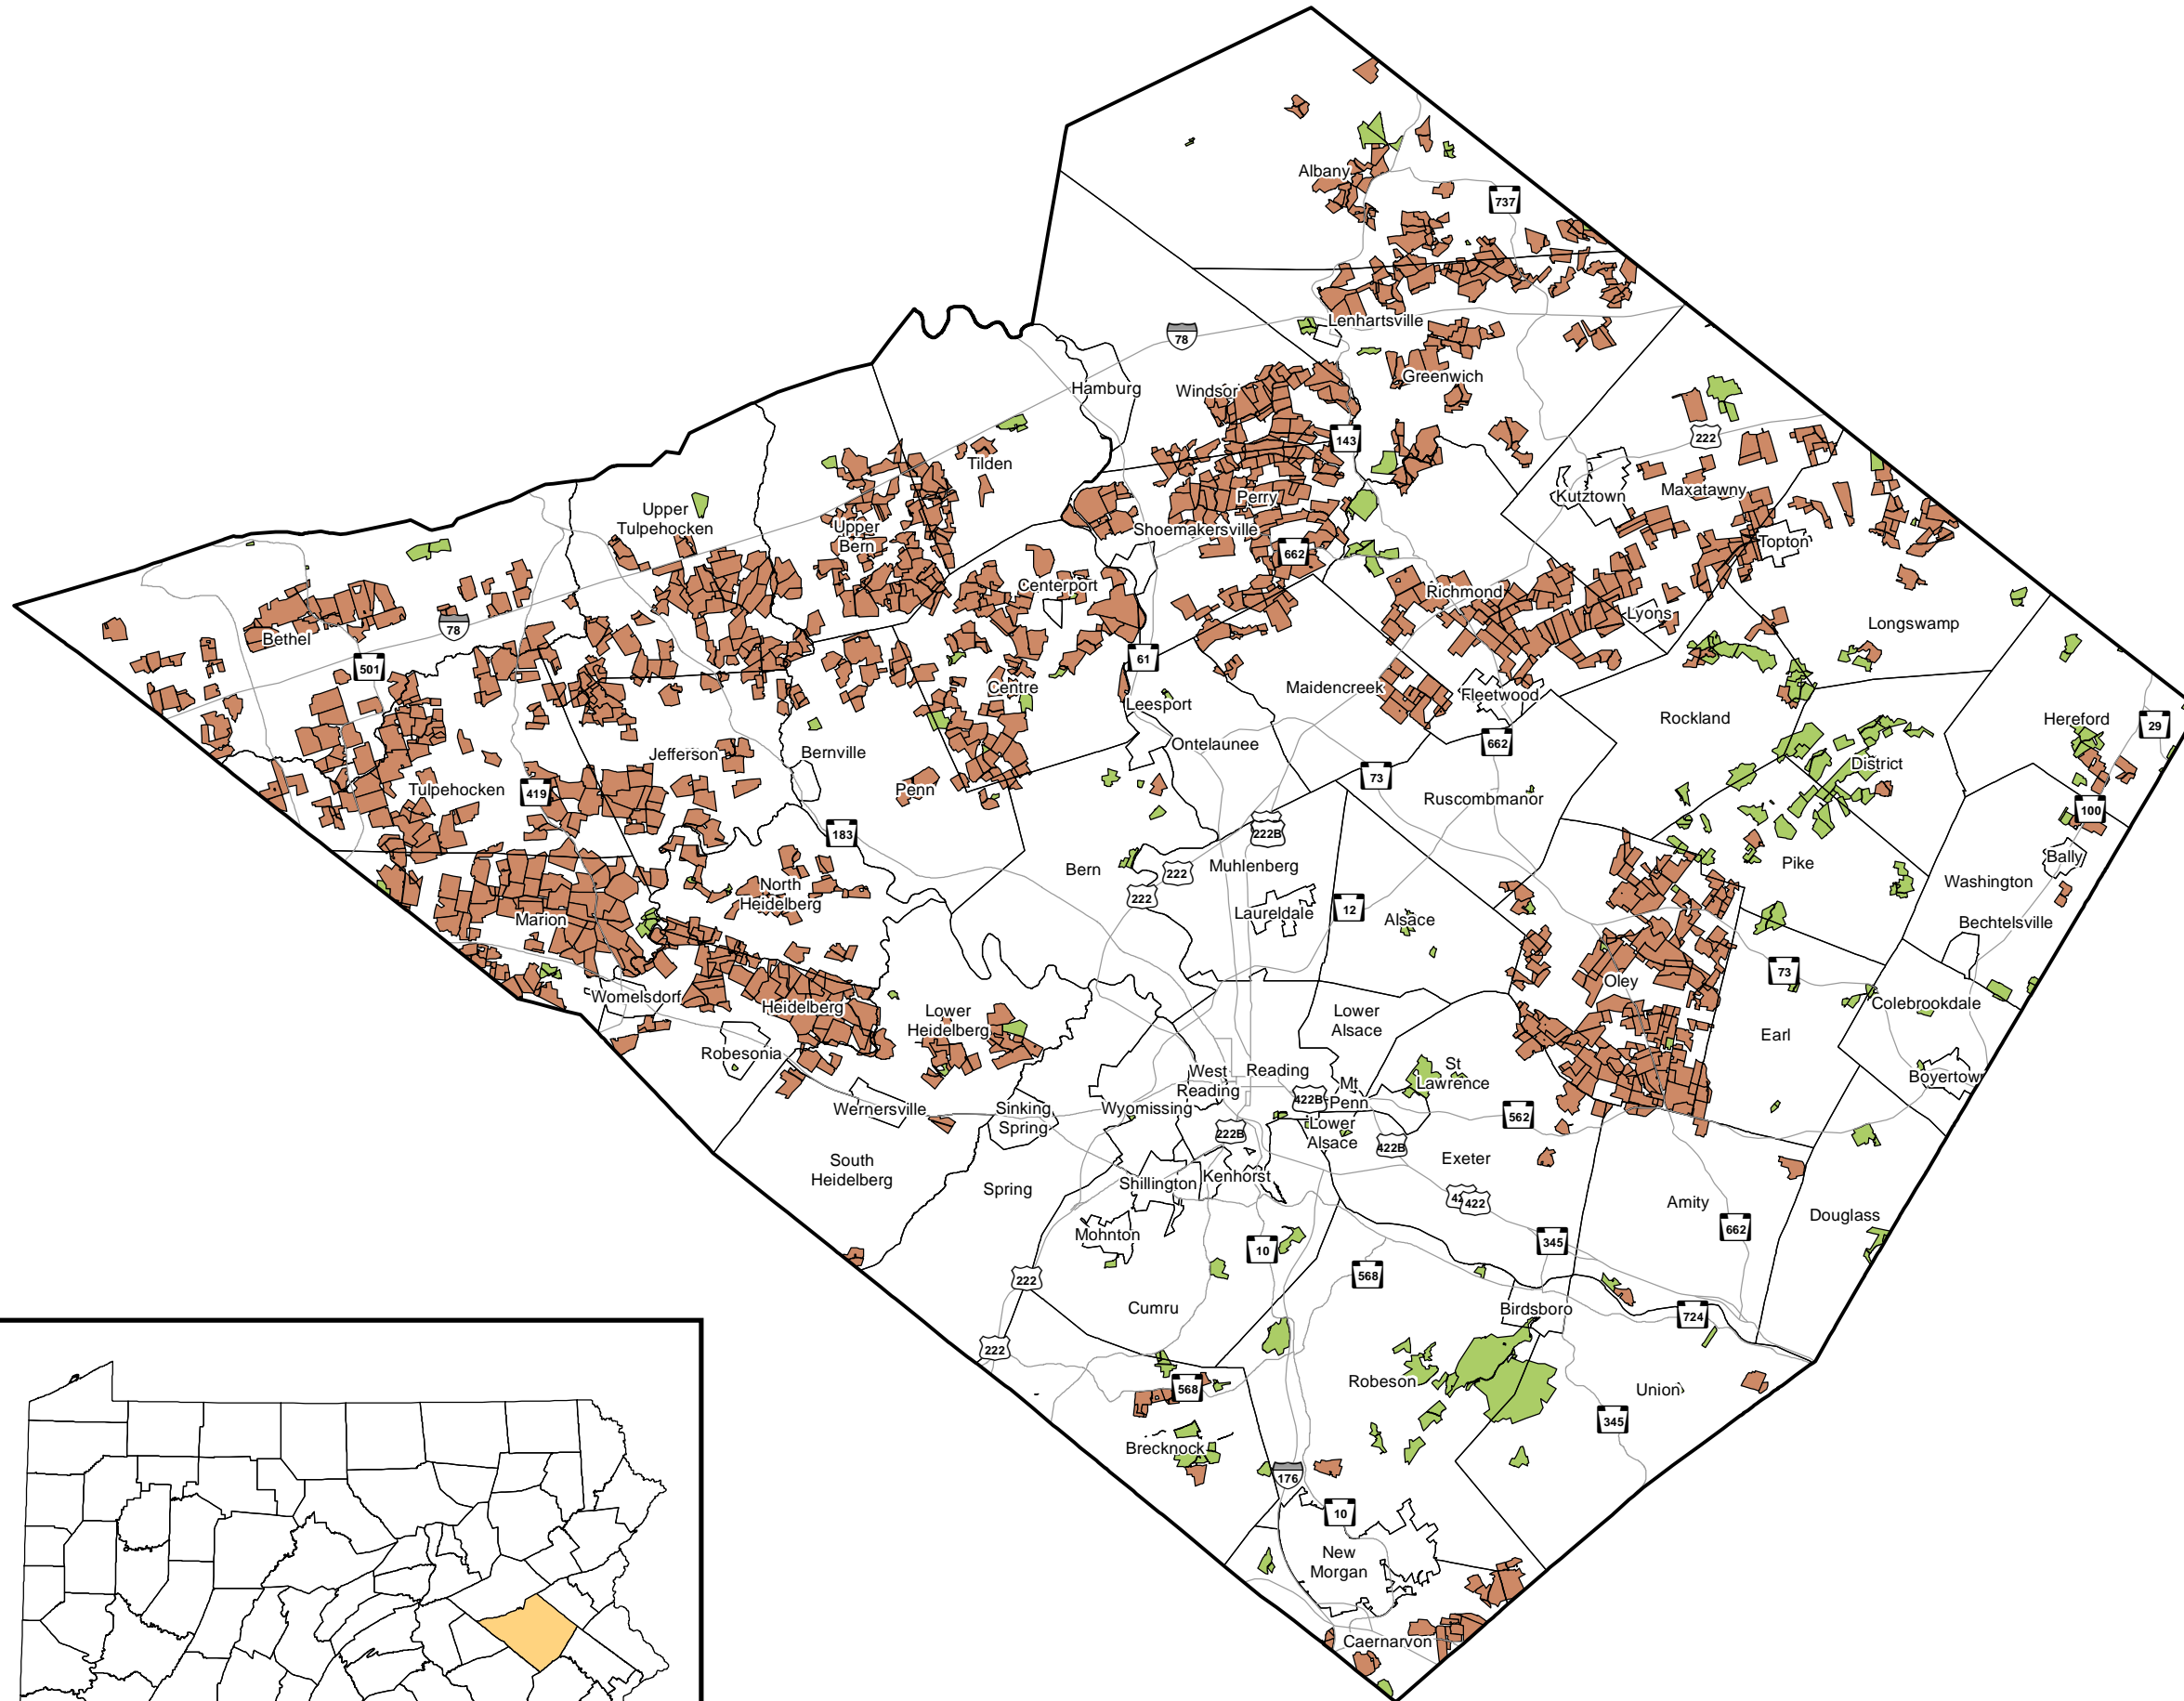 Albany
737
Lenhartsville
78
Hamburg
Windsor
Greenwich
143
222
Tilden
Kutztown
Maxatawny
Perry
Upper
Tulpehocken
Upper
Bern
Shoemakersville
662
Topton
Centerport
Richmond
Lyons
Longswamp
Bethel
78
501
61
Centre
Maidencreek
Fleetwood
Leesport
Rockland
Hereford
29
Ontelaunee
662
Jefferson
Bernville
District
73
Tulpehocken
419
Penn
Ruscombmanor
100
183
222B
Bern
222
Muhlenberg
Pike
Bally
North
Heidelberg
222
Washington
Laureldale
12
Alsace
Marion
Bechtelsville
73
Oley
Womelsdorf
Heidelberg
Lower
Heidelberg
Lower
Alsace
Colebrookdale
Earl
Robesonia
West
Reading
Reading
St
Lawrence
Boyertow
Mt
Penn
422B
Wernersville
Sinking
Spring
Wyomissing
562
222B
Lower
Alsace
422B
Exeter
South
Heidelberg
Spring
Shillington
Kenhorst
422
Amity
Douglass
Mohnton
10
345
662
222
568
Cumru
Birdsboro
724
222
568
Robeson
Union
345
Brecknock
176
10
New
Morgan
Caernarvon